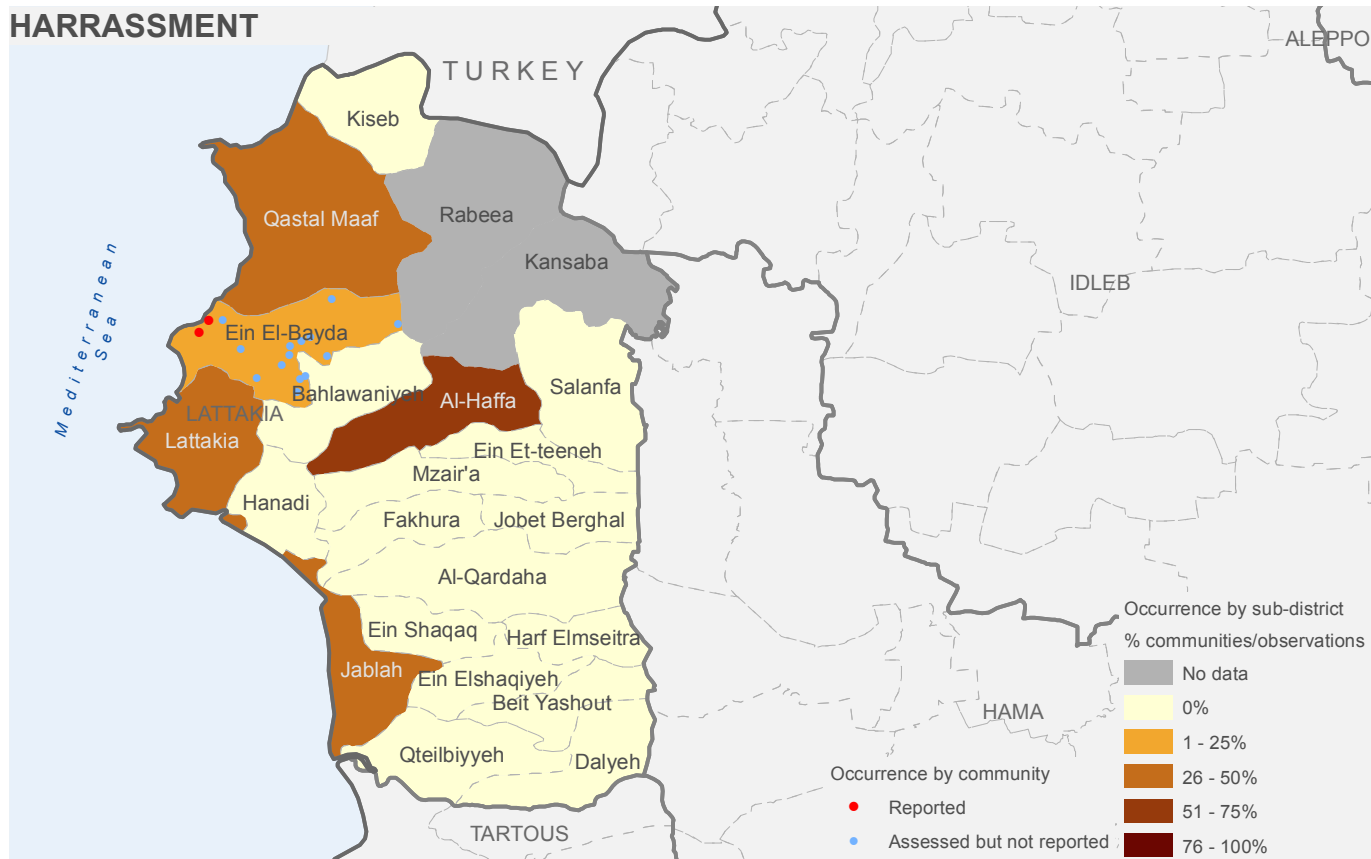 HARRASSMENT
ALEPPO
TURKEY
Kiseb
Qastal Maaf
Rabeea
Kansaba
IDLEB
Mediterranean
Sea
Ein El-Bayda
Bahlawaniyeh
Salanfa
Al-Haffa
LATTAKIA
Lattakia
Ein Et-teeneh
Mzair'a
Hanadi
Fakhura
Jobet Berghal
Al-Qardaha
Ein Shaqaq
Harf Elmseitra
Jablah
Ein Elshaqiyeh
Beit Yashout
HAMA
Qteilbiyyeh
Dalyeh
TARTOUS
Occurrence by sub-district
% communities/observations
No data
0%
1 - 25%
26 - 50%
51 - 75%
76 - 100%
Occurrence by community
Reported
Assessed but not reported